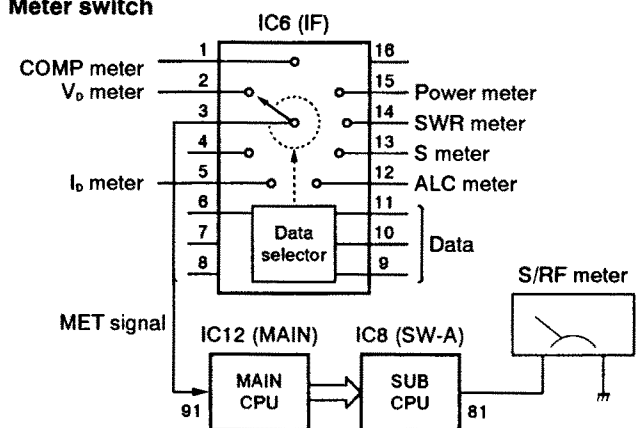 Meter switch
IC6 (IF)
1
16
COMP meter
2
15
V_D meter
Power meter
3
14
SWR meter
4
13
S meter
5
12
I_D meter
ALC meter
6
11
Data
selector
7
10
Data
8
9
S/RF meter
MET signal
IC12 (MAIN)
IC8 (SW-A)
MAIN
CPU
SUB
CPU
91
81